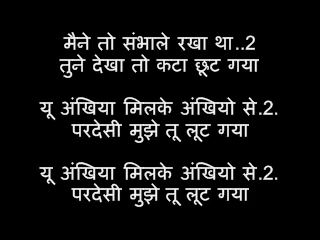 मैने तो संभाले रखा था..2
तुने देखा तो कटा छूट गया
यू अंखिया मिलके अंखियो से.2.
परदेसी मुझे तू लूट गया
यू अंखिया मिलके अंखियो से.2.
परदेसी मुझे तू लूट गया